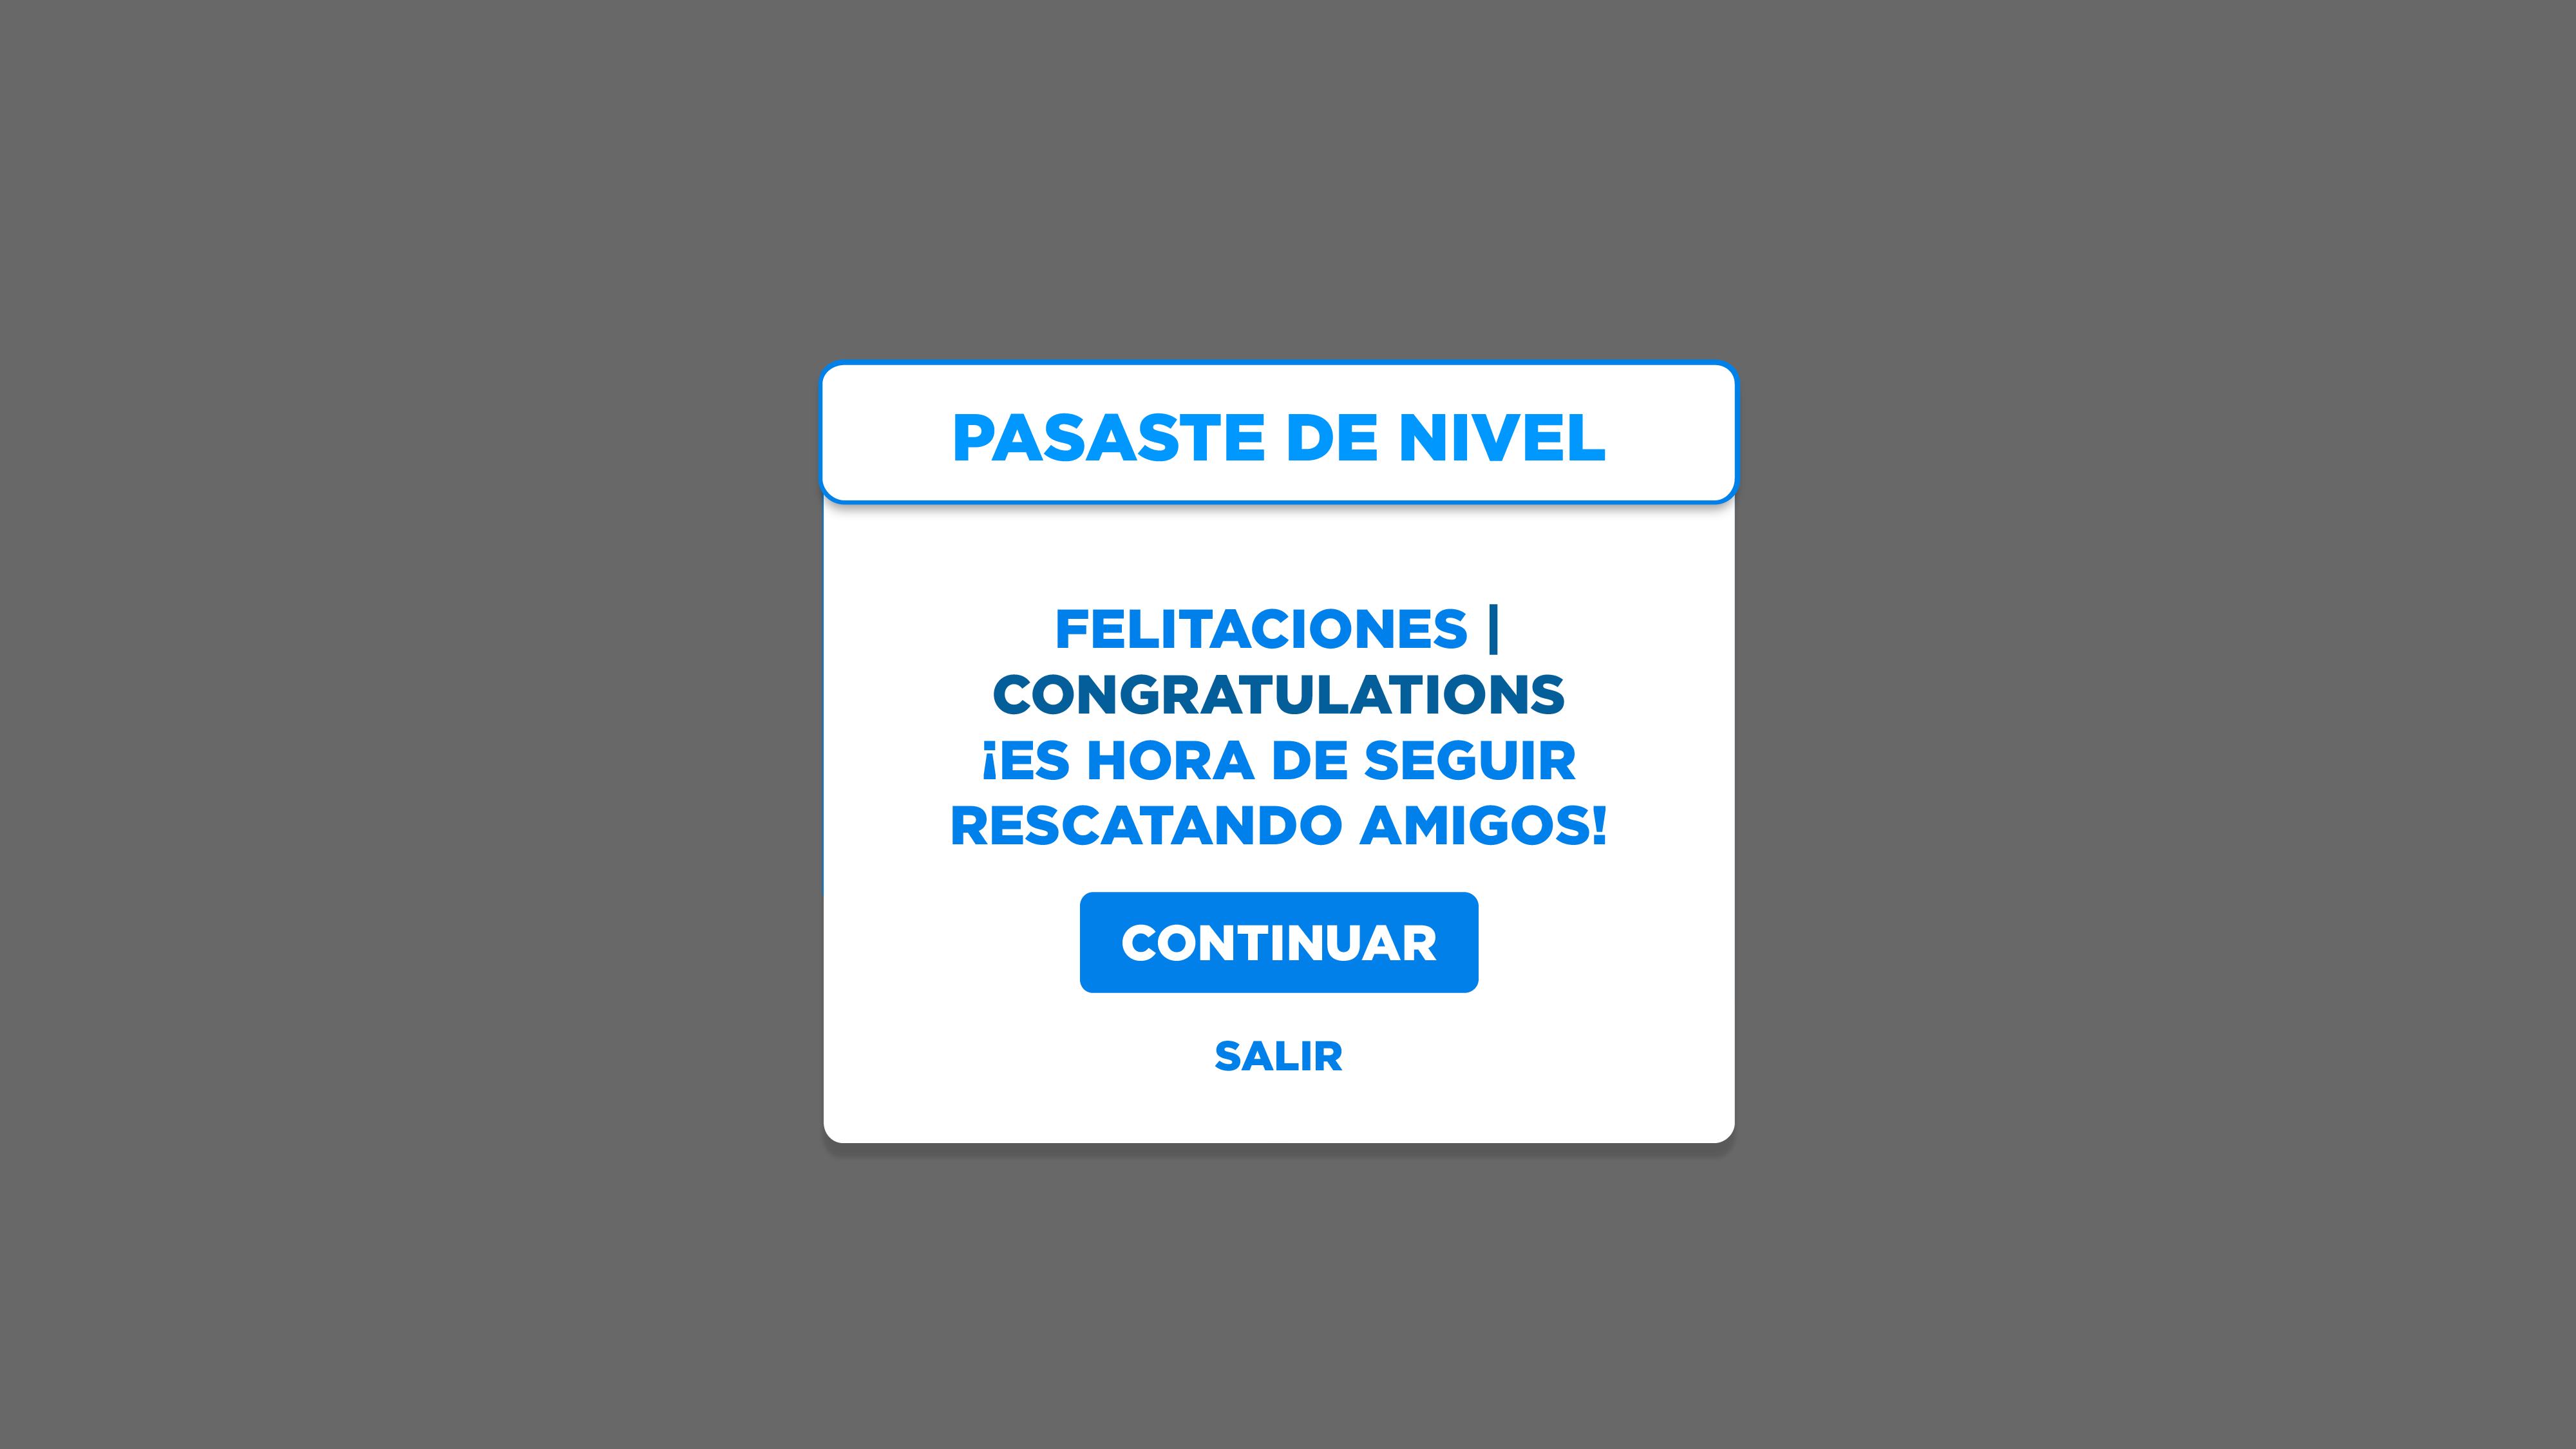 PASASTE DE NIVEL
FELITACIONES |
CONGRATULATIONS
¡ES HORA DE SEGUIR
RESCATANDO AMIGOS!
CONTINUAR
SALIR